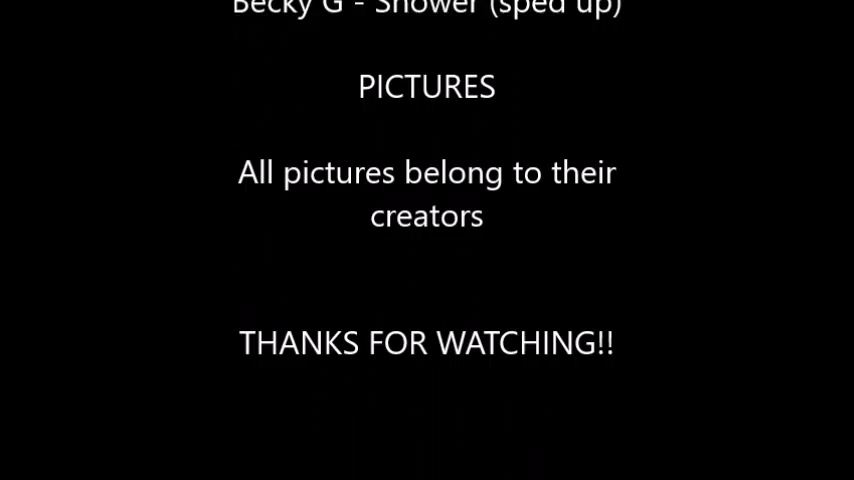 Becky G - Shower (sped up)
PICTURES
All pictures belong to their
creators
THANKS FOR WATCHING!!